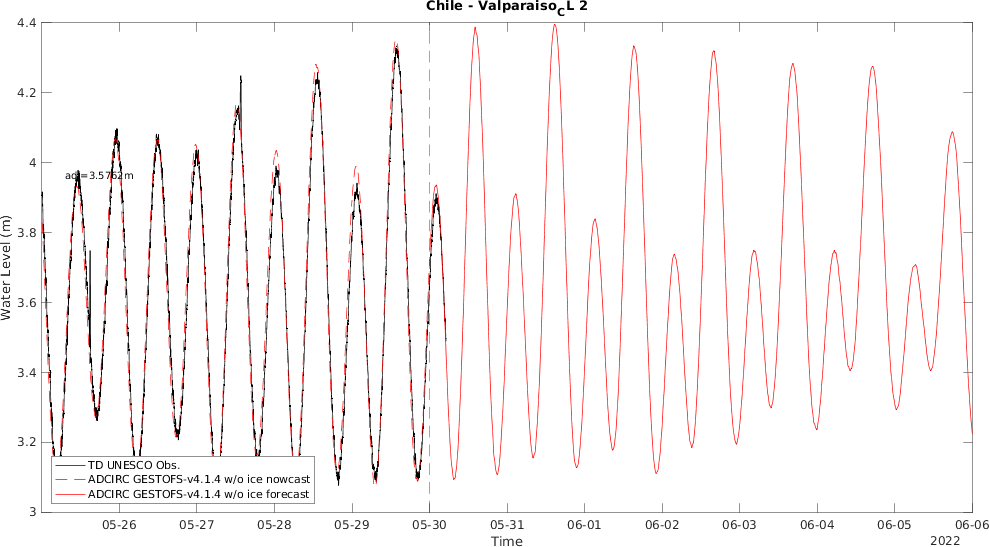 Chile - ValparaisoCL 2
4.4
4.2
4
3.8
3.6
3.4
3.2
3
Water Level (m)
adj=3.5762m
TD UNESCO Obs.
ADCIRC GESTOFS-v4.1.4 w/o ice nowcast
ADCIRC GESTOFS-v4.1.4 w/o ice forecast
05-26 05-27 05-28 05-29 05-30 05-31 06-01 06-02 06-03 06-04 06-05 06-06
Time
2022